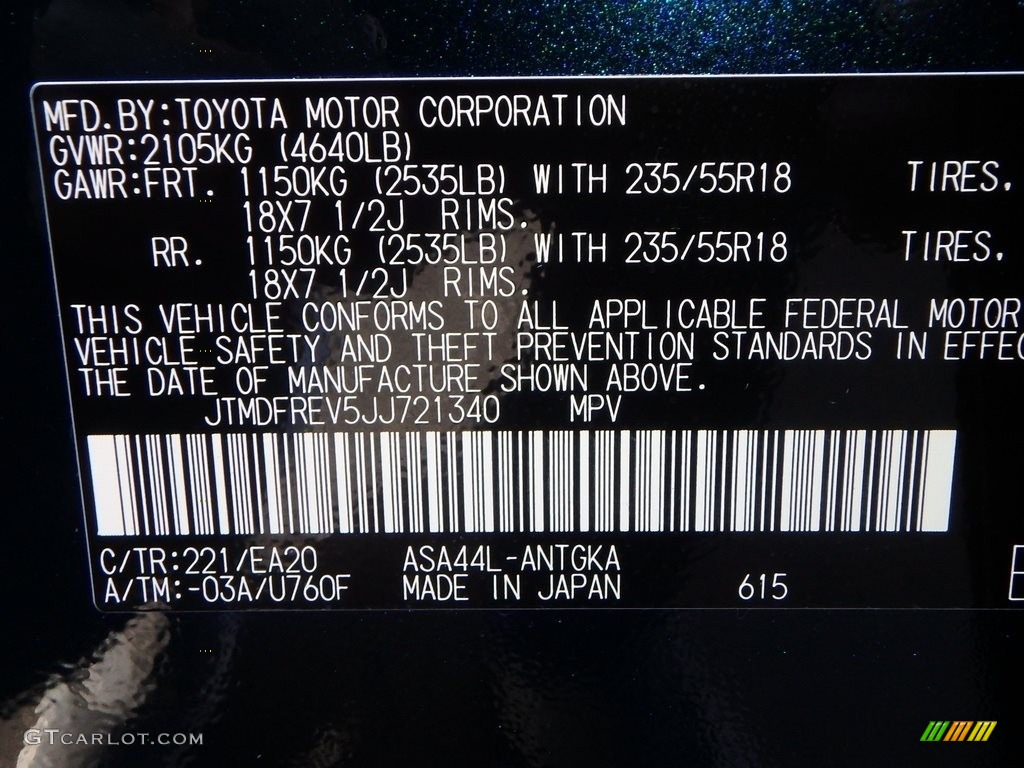 MFD.BY:TOYOTA MOTOR CORPORATION
GVWR:2105KG (4640LB)
GAWR:FRT. 1150KG (2535LB) WITH 235/55R18 TIRES.
18X7 1/2J RIMS.
RR. 1150KG (2535LB) WITH 235/55R18 TIRES.
18X7 1/2J RIMS.
THIS VEHICLE CONFORMS TO ALL APPLICABLE FEDERAL MOTOR
VEHICLE SAFETY AND THEFT PREVENTION STANDARDS IN EFFEC
THE DATE OF MANUFACTURE SHOWN ABOVE.
JTMDFREV5JJ721340 MPV
C/TR:221/EA20 ASA44L-ANTGKA
A/TM:-03A/U760F MADE IN JAPAN 615
GTCARLOT.COM